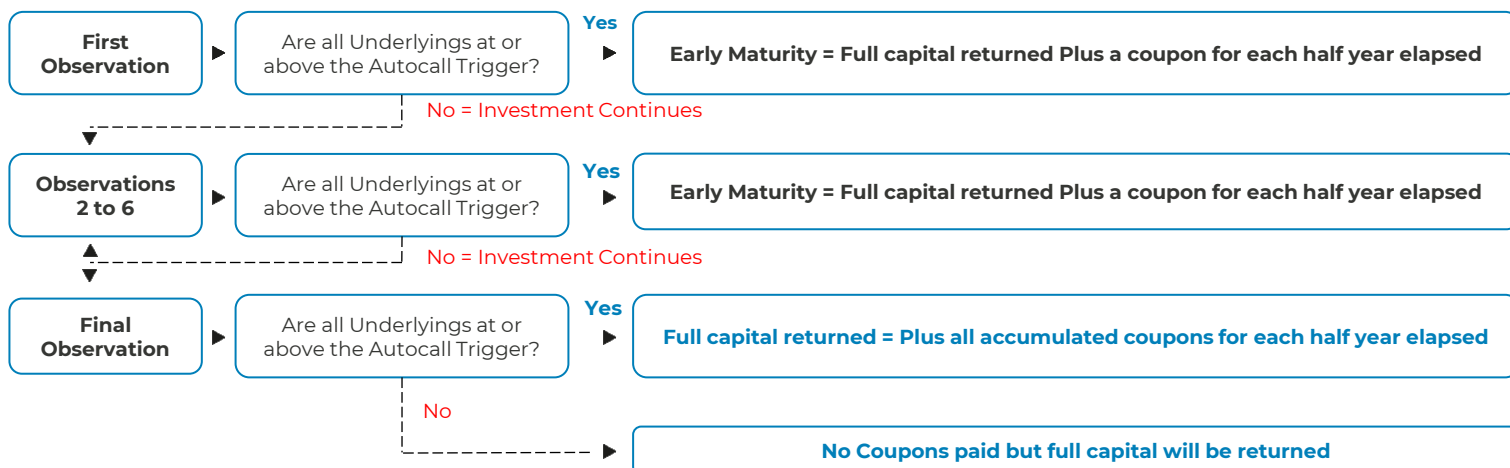 First
Observation
Are all Underlyings at or
above the Autocall Trigger?
Yes
Early Maturity = Full capital returned Plus a coupon for each half year elapsed
No = Investment Continues
Observations
2 to 6
Are all Underlyings at or
above the Autocall Trigger?
Yes
Early Maturity = Full capital returned Plus a coupon for each half year elapsed
No = Investment Continues
Final
Observation
Are all Underlyings at or
above the Autocall Trigger?
Yes
Full capital returned = Plus all accumulated coupons for each half year elapsed
No
No Coupons paid but full capital will be returned